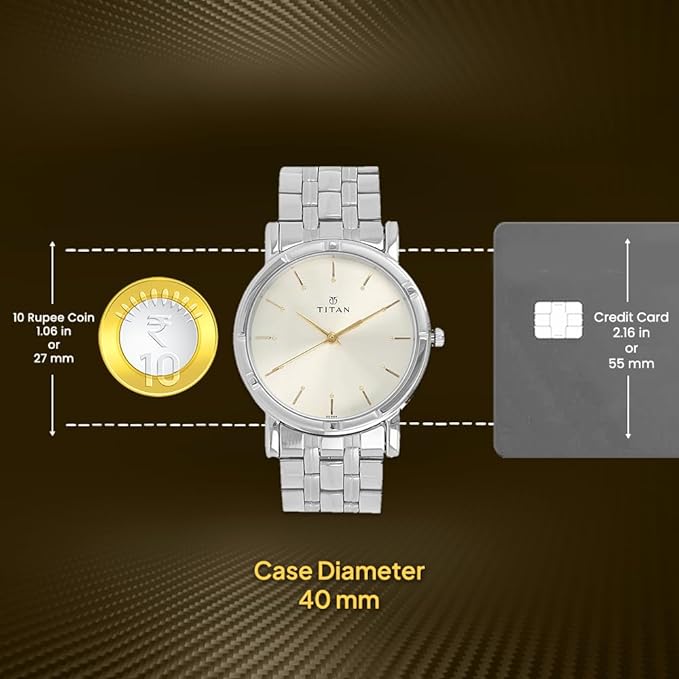 10 Rupee Coin
1.06 in
or
27 mm
₹
10
TITAN
Credit Card
2.16 in
or
55 mm
Case Diameter
40 mm